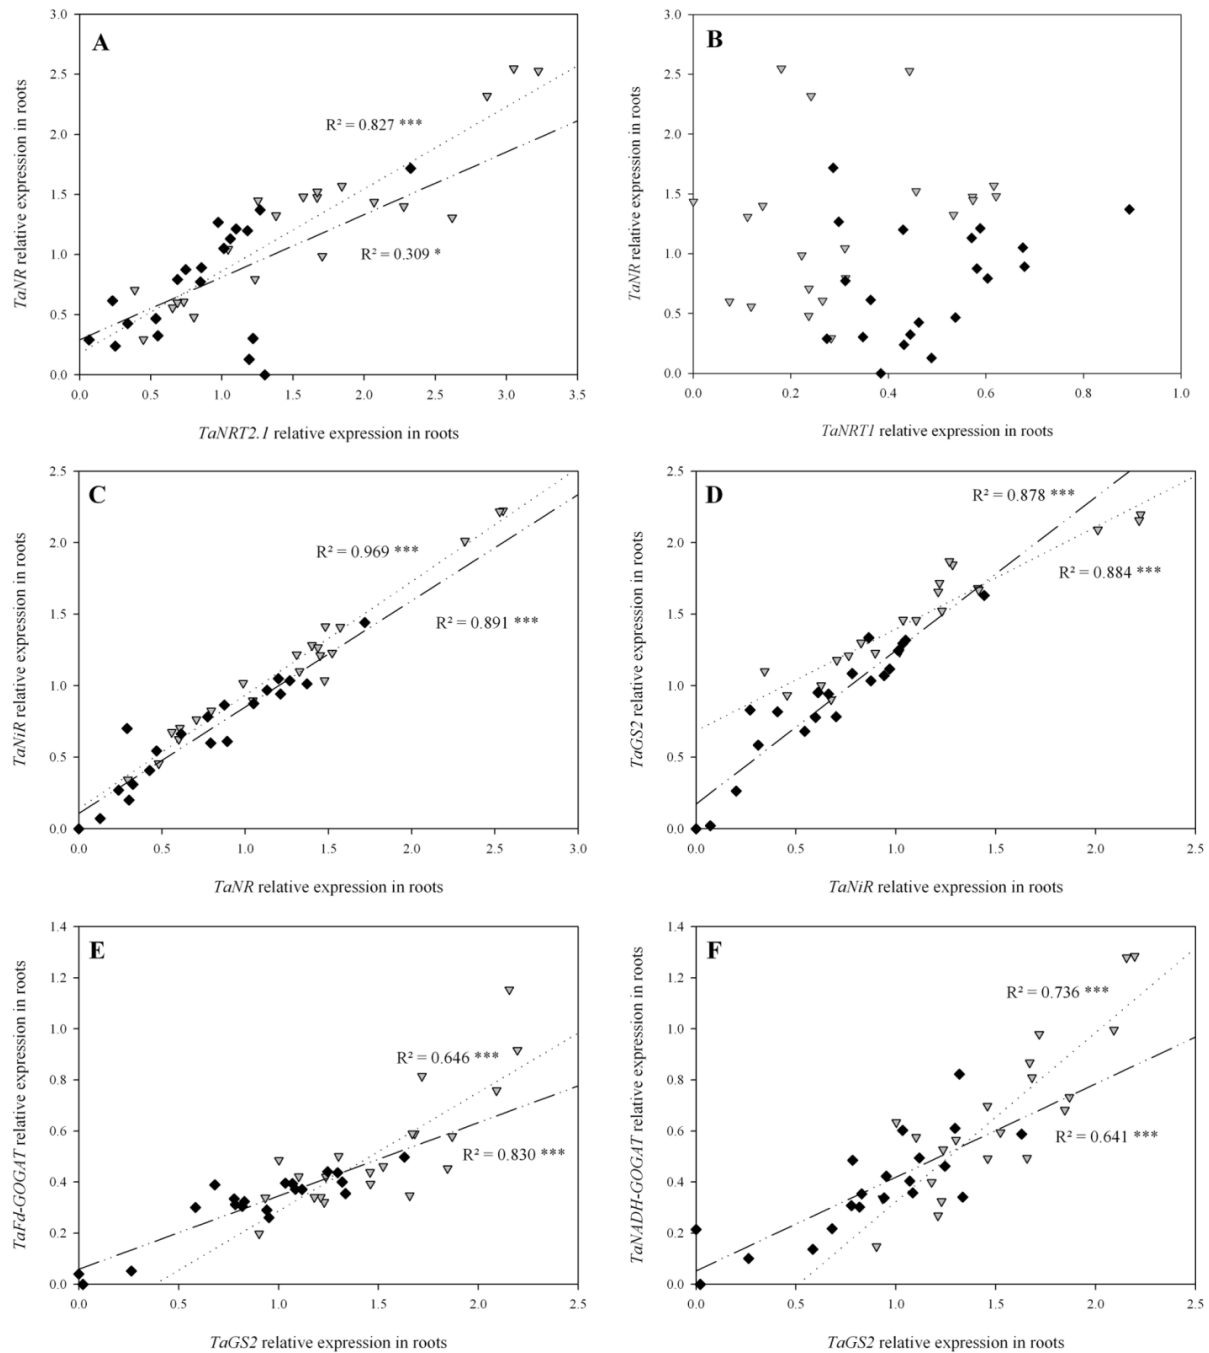 A
TaNR relative expression in roots
3.0
2.5
2.0
1.5
1.0
0.5
0.0
R² = 0.827 ***
R² = 0.309 *
0.0 0.5 1.0 1.5 2.0 2.5 3.0 3.5
TaNRT2.1 relative expression in roots
B
TaNR relative expression in roots
3.0
2.5
2.0
1.5
1.0
0.5
0.0
0.0 0.2 0.4 0.6 0.8 1.0
TaNRT1 relative expression in roots
C
TaNiR relative expression in roots
2.5
2.0
1.5
1.0
0.5
0.0
R² = 0.969 ***
R² = 0.891 ***
0.0 0.5 1.0 1.5 2.0 2.5 3.0
TaNR relative expression in roots
D
TaGS2 relative expression in roots
2.5
2.0
1.5
1.0
0.5
0.0
R² = 0.878 ***
R² = 0.884 ***
0.0 0.5 1.0 1.5 2.0 2.5
TaNiR relative expression in roots
E
TaFd-GOGAT relative expression in roots
1.4
1.2
1.0
0.8
0.6
0.4
0.2
0.0
R² = 0.646 ***
R² = 0.830 ***
0.0 0.5 1.0 1.5 2.0 2.5
TaGS2 relative expression in roots
F
TaNADH-GOGAT relative expression in roots
1.4
1.2
1.0
0.8
0.6
0.4
0.2
0.0
R² = 0.736 ***
R² = 0.641 ***
0.0 0.5 1.0 1.5 2.0 2.5
TaGS2 relative expression in roots